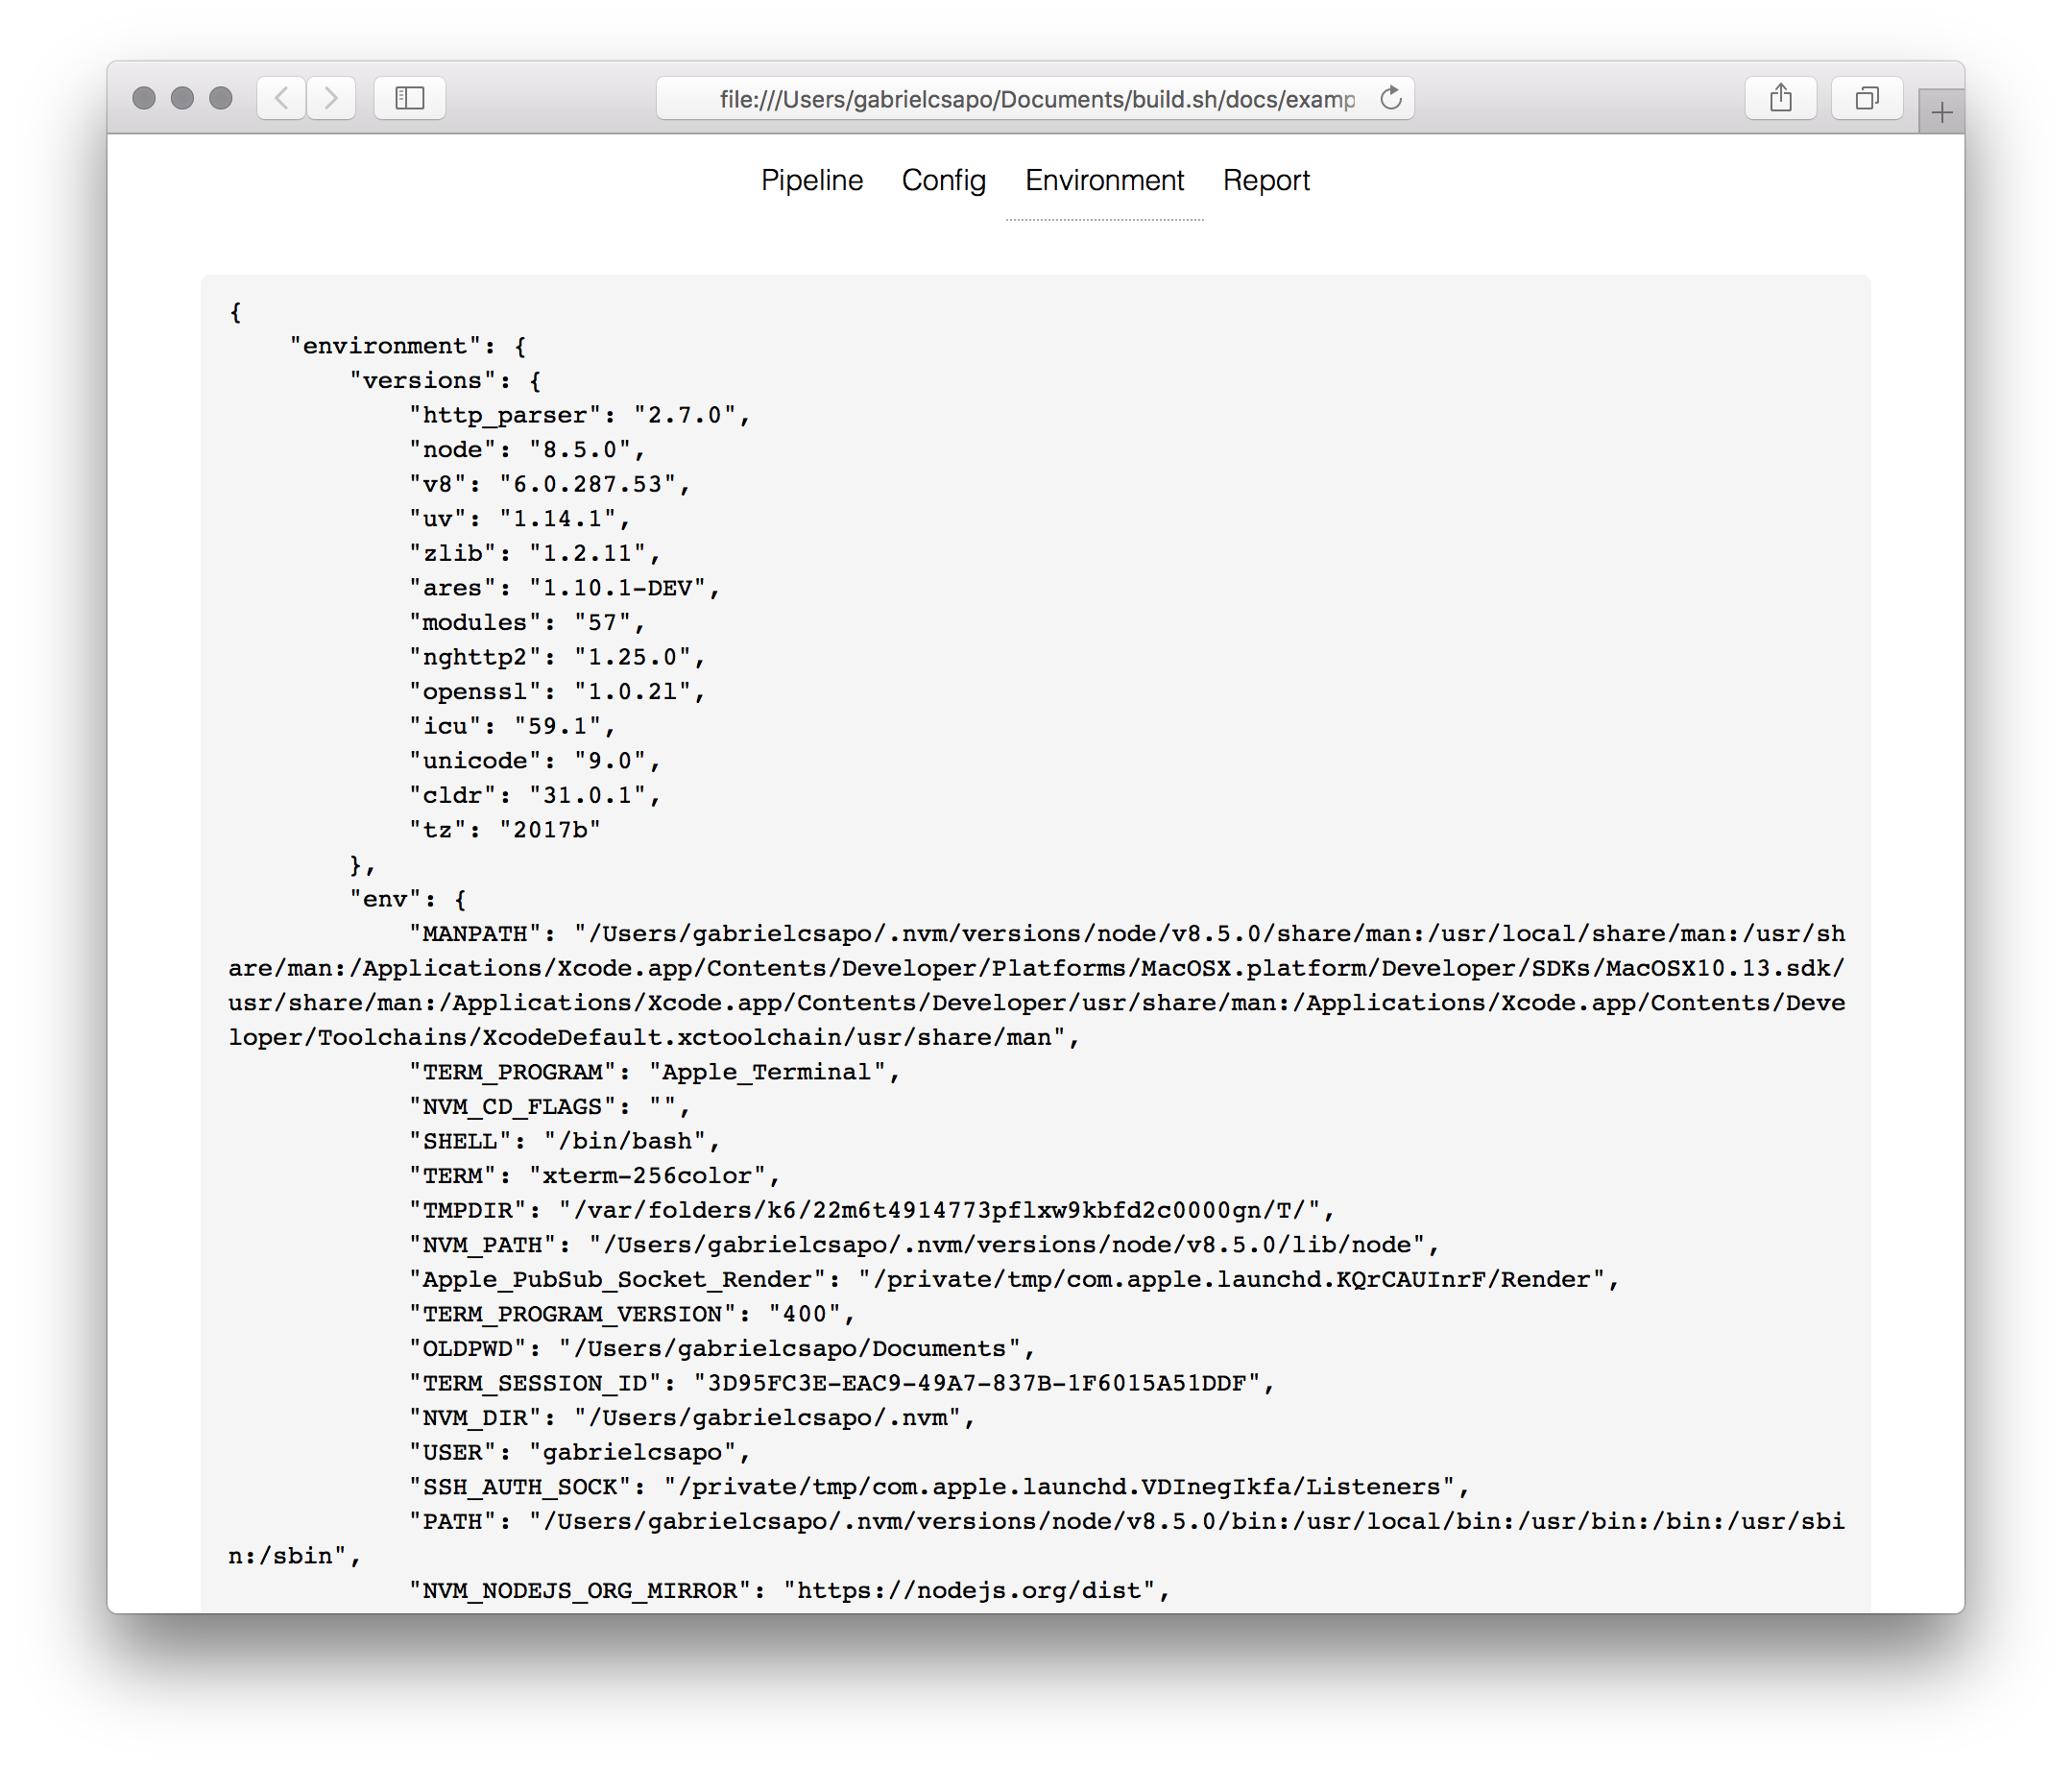 file:///Users/gabrielcsapo/Documents/build.sh/docs/examp
Pipeline Config Environment Report
{
    "environment": {
        "versions": {
            "http_parser": "2.7.0",
            "node": "8.5.0",
            "v8": "6.0.287.53",
            "uv": "1.14.1",
            "zlib": "1.2.11",
            "ares": "1.10.1-DEV",
            "modules": "57",
            "nghttp2": "1.25.0",
            "openssl": "1.0.2l",
            "icu": "59.1",
            "unicode": "9.0",
            "cldr": "31.0.1",
            "tz": "2017b"
        },
        "env": {
            "MANPATH": "/Users/gabrielcsapo/.nvm/versions/node/v8.5.0/share/man:/usr/local/share/man:/usr/sh
are/man:/Applications/Xcode.app/Contents/Developer/Platforms/MacOSX.platform/Developer/SDKs/MacOSX10.13.sdk/
usr/share/man:/Applications/Xcode.app/Contents/Developer/usr/share/man:/Applications/Xcode.app/Contents/Deve
loper/Toolchains/XcodeDefault.xctoolchain/usr/share/man",
            "TERM_PROGRAM": "Apple_Terminal",
            "NVM_CD_FLAGS": "",
            "SHELL": "/bin/bash",
            "TERM": "xterm-256color",
            "TMPDIR": "/var/folders/k6/22m6t4914773pflxw9kbfd2c0000gn/T/",
            "NVM_PATH": "/Users/gabrielcsapo/.nvm/versions/node/v8.5.0/lib/node",
            "Apple_PubSub_Socket_Render": "/private/tmp/com.apple.launchd.KQrCAUInrF/Render",
            "TERM_PROGRAM_VERSION": "400",
            "OLDPWD": "/Users/gabrielcsapo/Documents",
            "TERM_SESSION_ID": "3D95FC3E-EAC9-49A7-837B-1F6015A51DDF",
            "NVM_DIR": "/Users/gabrielcsapo/.nvm",
            "USER": "gabrielcsapo",
            "SSH_AUTH_SOCK": "/private/tmp/com.apple.launchd.VDInegIkfa/Listeners",
            "PATH": "/Users/gabrielcsapo/.nvm/versions/node/v8.5.0/bin:/usr/local/bin:/usr/bin:/bin:/usr/sbi
n:/sbin",
            "NVM_NODEJS_ORG_MIRROR": "https://nodejs.org/dist",